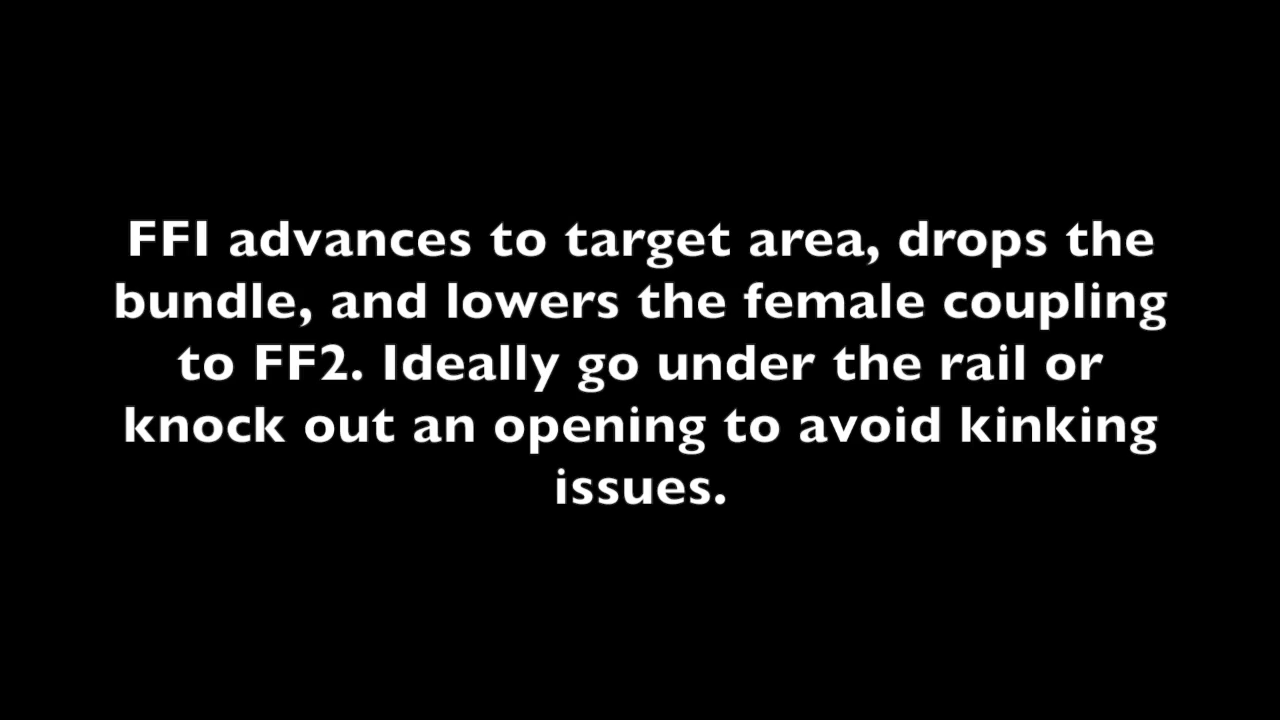 FF1 advances to target area, drops the
bundle, and lowers the female coupling
to FF2. Ideally go under the rail or
knock out an opening to avoid kinking
issues.